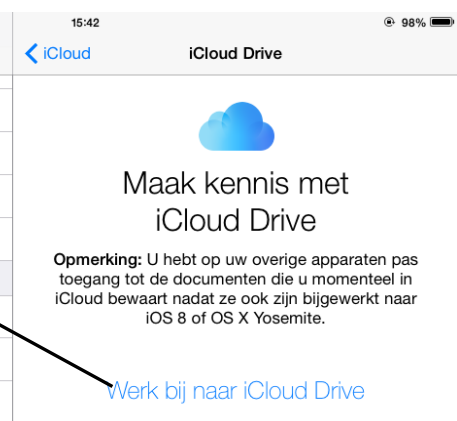 15:42
98%
iCloud
iCloud Drive
Maak kennis met
iCloud Drive
Opmerking: U hebt op uw overige apparaten pas
toegang tot de documenten die u momenteel in
iCloud bewaart nadat ze ook zijn bijgewerkt naar
iOS 8 of OS X Yosemite.
Werk bij naar iCloud Drive